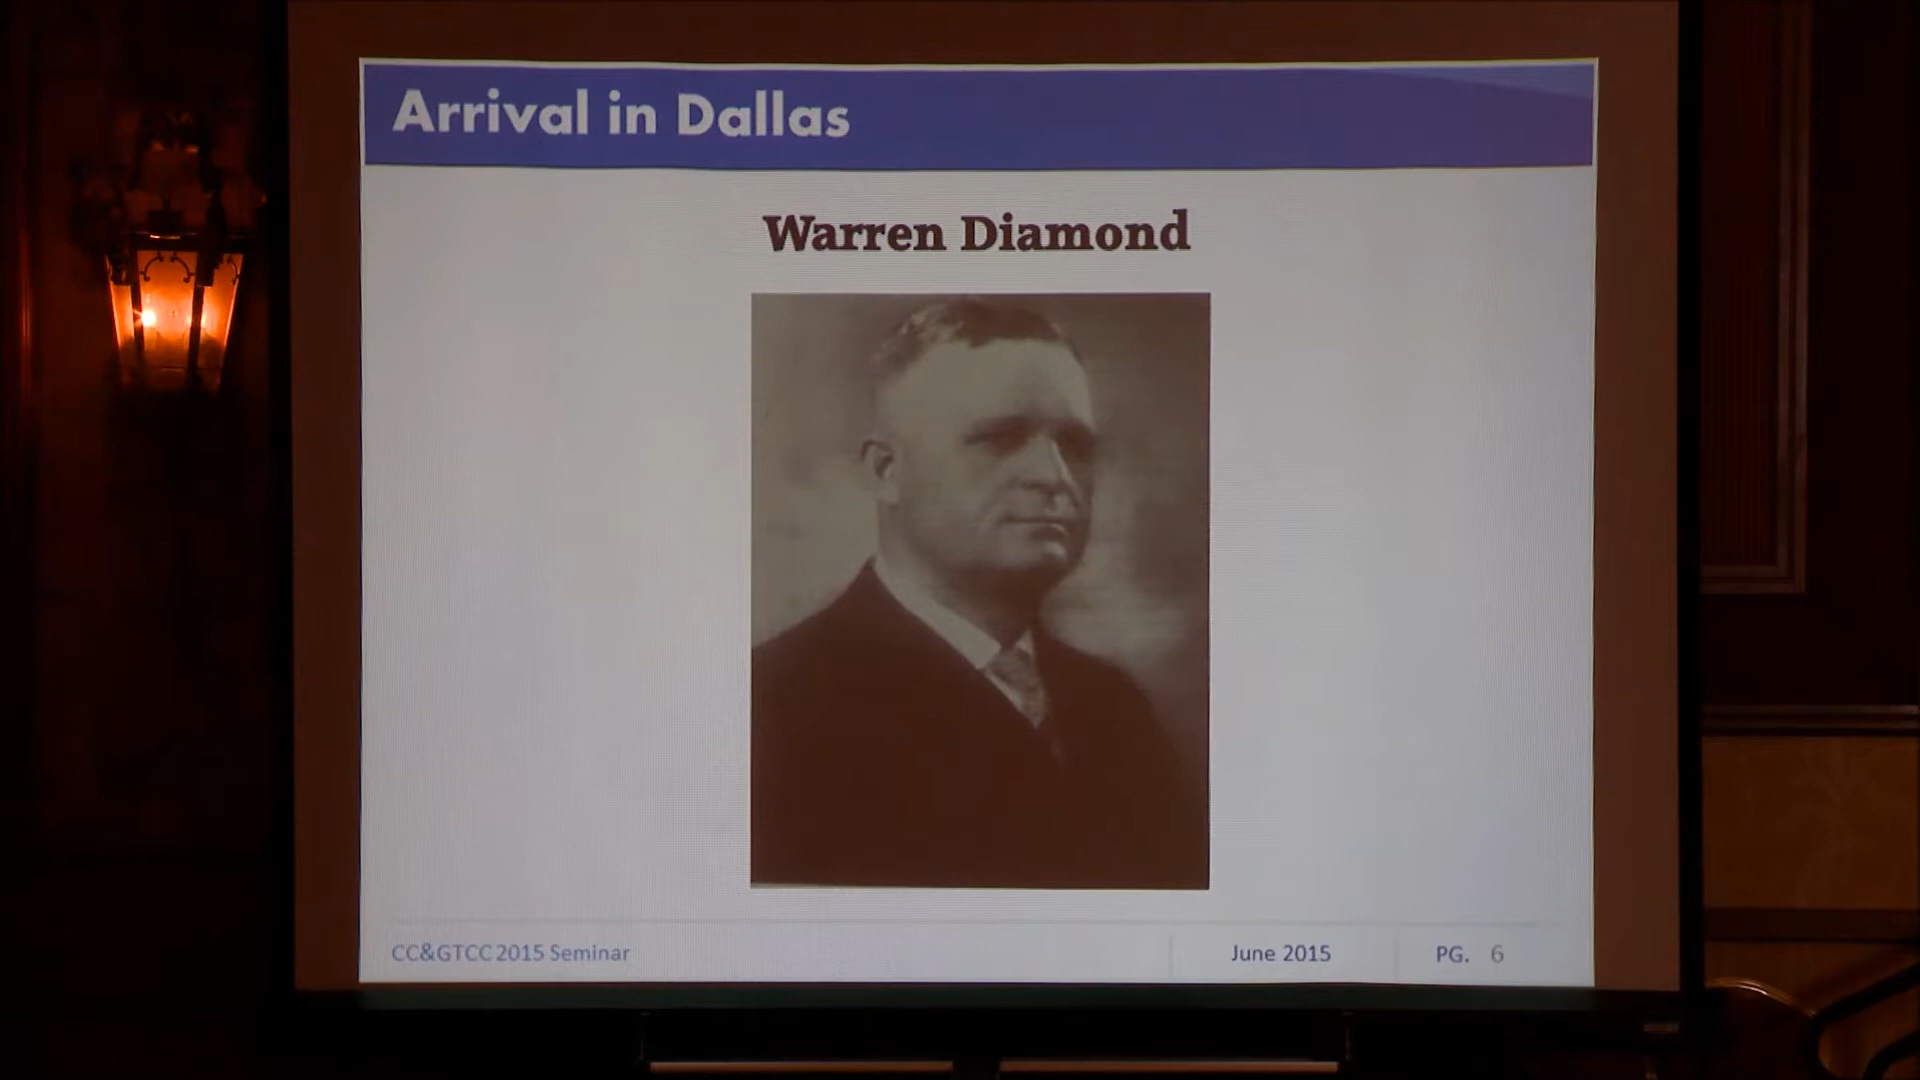 Arrival in Dallas
Warren Diamond
CC&GTCC 2015 Seminar
June 2015
PG. 6